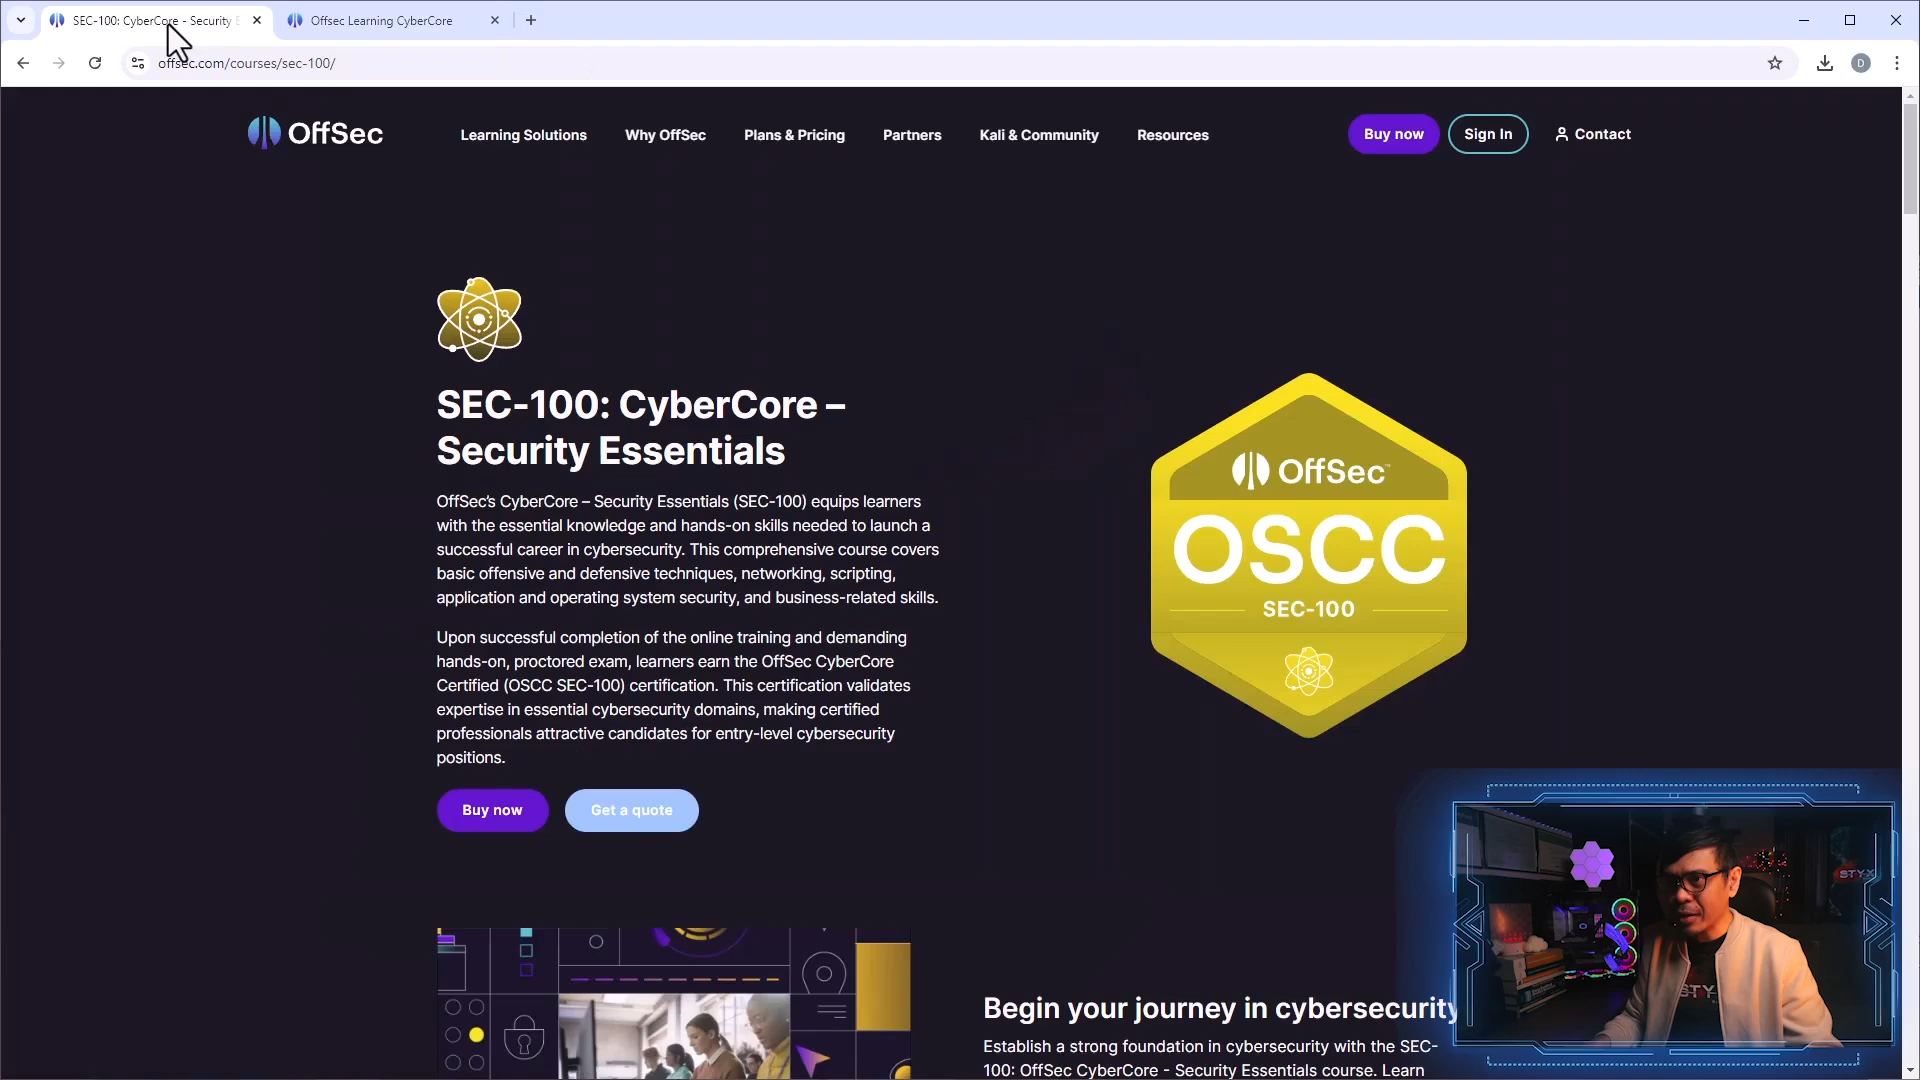 SEC-100: CyberCore - Security E
Offsec Learning CyberCore
offsec.com/courses/sec-100/
D
OffSec
Learning Solutions
Why OffSec
Plans & Pricing
Partners
Kali & Community
Resources
Buy now
Sign In
Contact
SEC-100: CyberCore –
Security Essentials
OffSec’s CyberCore – Security Essentials (SEC-100) equips learners
with the essential knowledge and hands-on skills needed to launch a
successful career in cybersecurity. This comprehensive course covers
basic offensive and defensive techniques, networking, scripting,
application and operating system security, and business-related skills.
Upon successful completion of the online training and demanding
hands-on, proctored exam, learners earn the OffSec CyberCore
Certified (OSCC SEC-100) certification. This certification validates
expertise in essential cybersecurity domains, making certified
professionals attractive candidates for entry-level cybersecurity
positions.
Buy now
Get a quote
OffSec™
OSCC
SEC-100
Begin your journey in cybersecurity
Establish a strong foundation in cybersecurity with the SEC-
100: OffSec CyberCore - Security Essentials course. Learn
STYX
STYX